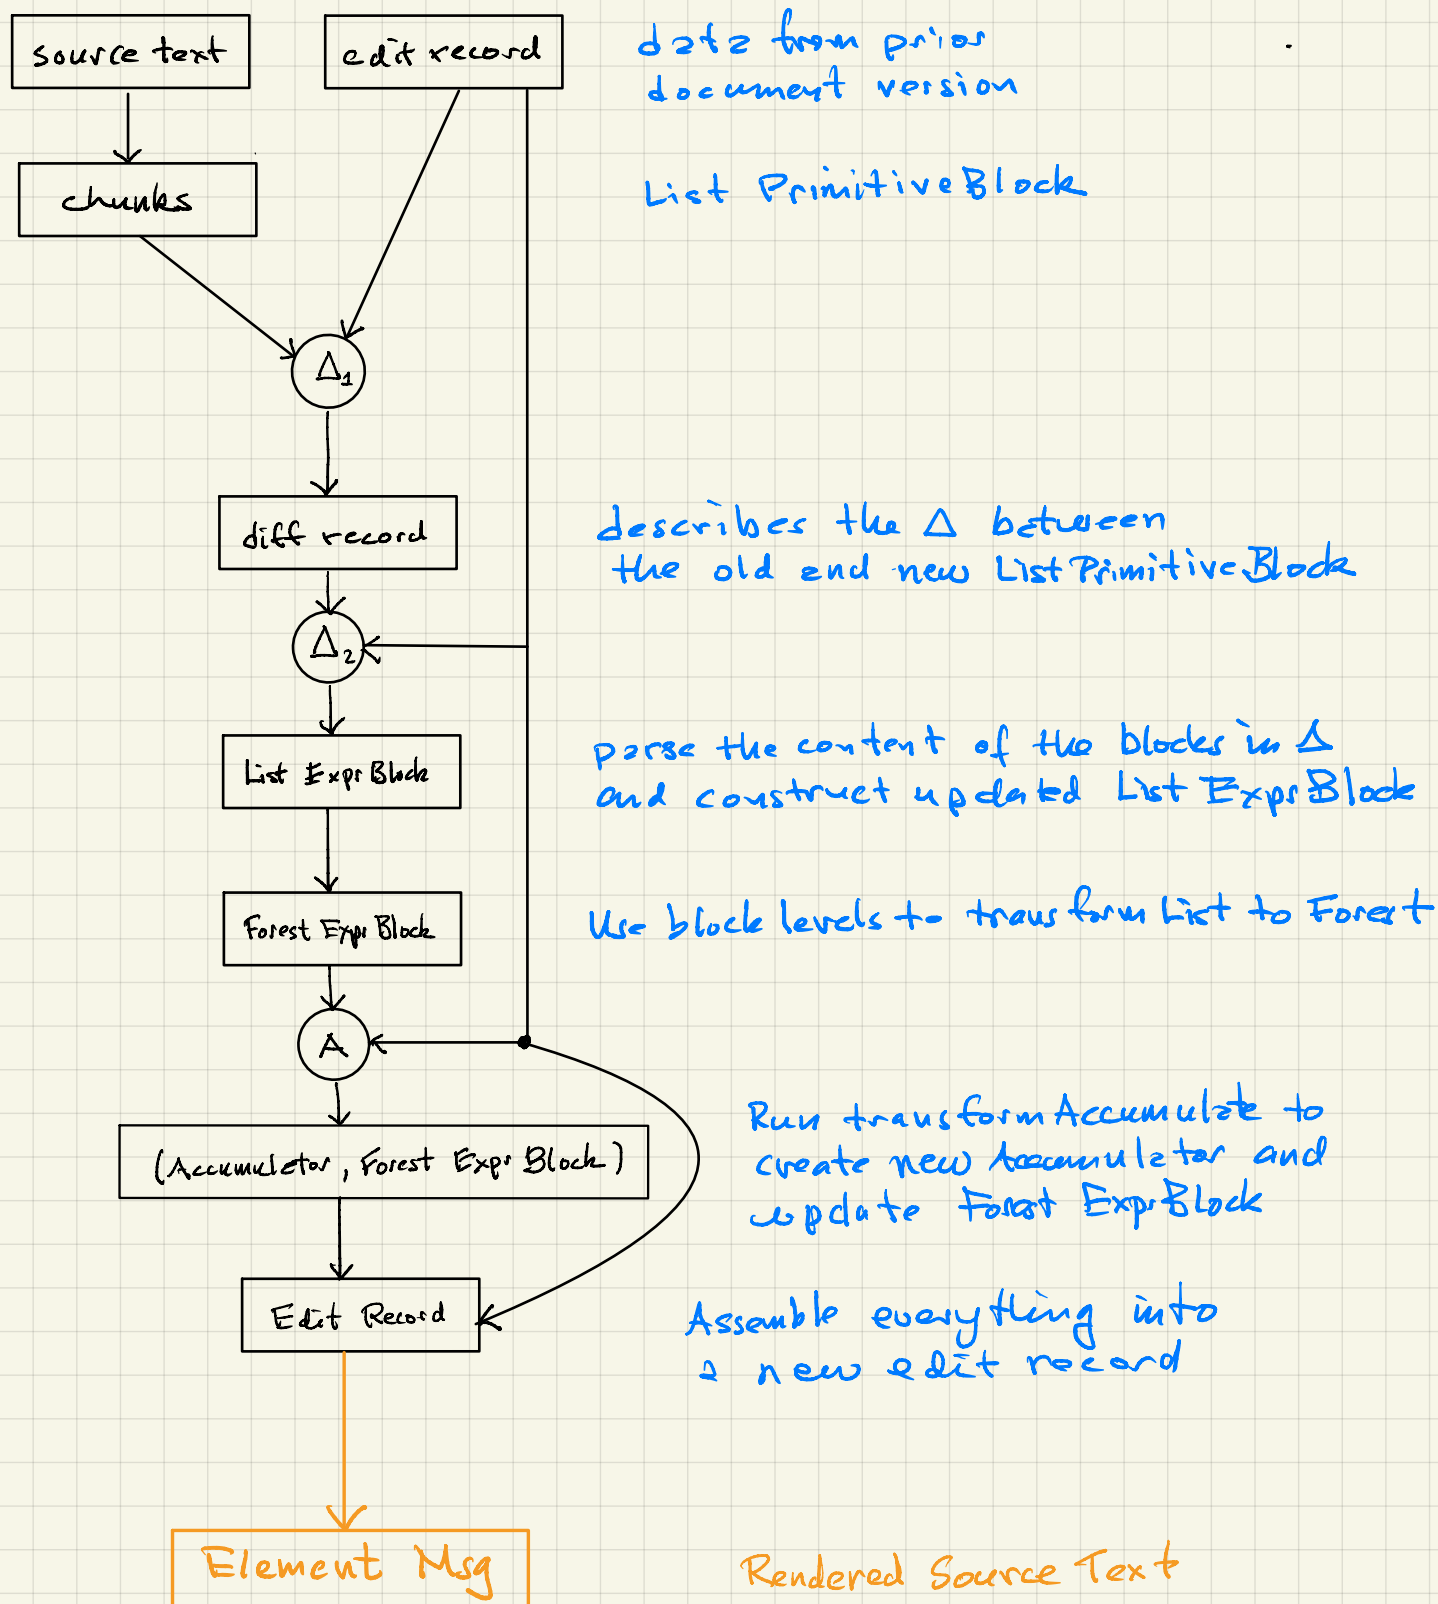 source text
edit record
data from prior
document version
chunks
List PrimitiveBlock
Δ1
diff record
describes the Δ between
the old and new List PrimitiveBlock
Δ2
List ExprBlock
parse the content of the blocks in Δ
and construct updated List ExprBlock
Forest ExprBlock
Use block levels to transform List to Forest
A
(Accumulator, Forest ExprBlock)
Run transformAccumulate to
create new Accumulator and
update Forest ExprBlock
Edit Record
Assemble everything into
a new edit record
Element Msg
Rendered Source Text